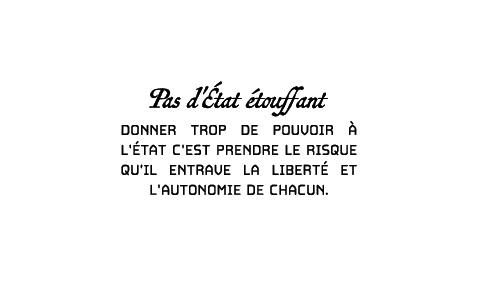 Pas d'État étouffant
DONNER TROP DE POUVOIR À
L'ÉTAT C'EST PRENDRE LE RISQUE
QU'IL ENTRAVE LA LIBERTÉ ET
L'AUTONOMIE DE CHACUN.